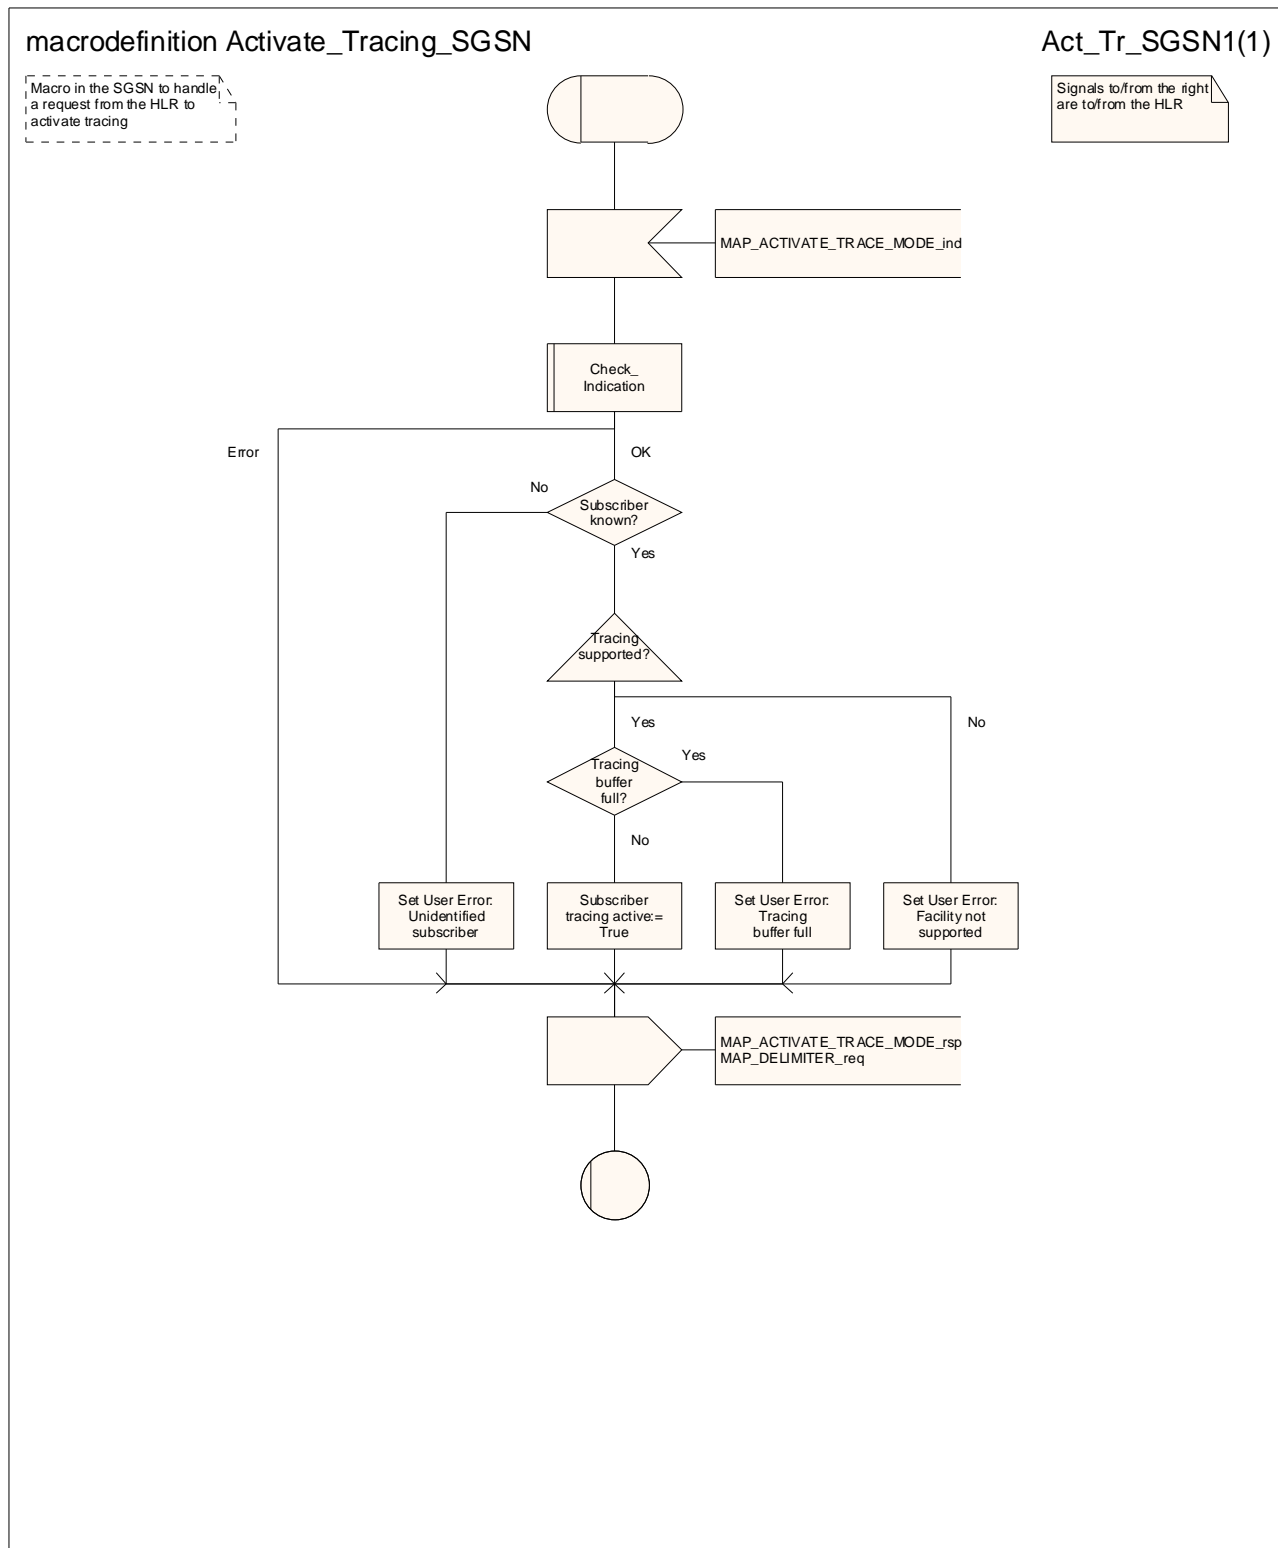 macrodefinition Activate_Tracing_SGSN
Act_Tr_SGSN1(1)
Macro in the SGSN to handle
a request from the HLR to
activate tracing
Signals to/from the right
are to/from the HLR
MAP_ACTIVATE_TRACE_MODE_ind
Check_
Indication
Error
OK
No
Subscriber
known?
Yes
Tracing
supported?
Yes
No
Yes
Tracing
buffer
full?
No
Set User Error:
Unidentified
subscriber
Subscriber
tracing active:=
True
Set User Error:
Tracing
buffer full
Set User Error:
Facility not
supported
MAP_ACTIVATE_TRACE_MODE_rsp
MAP_DELIMITER_req